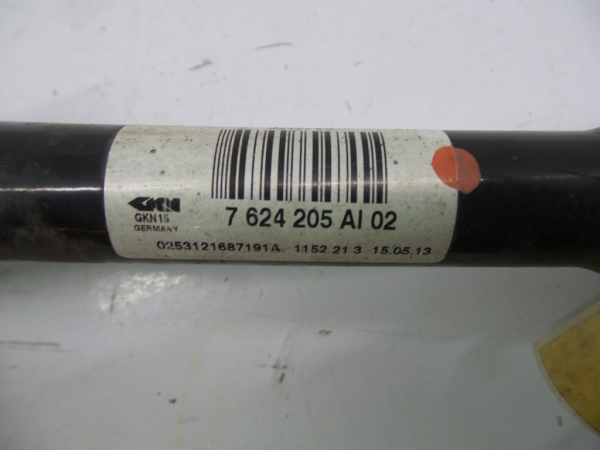 GKN
7 624 205 AI 02
GKN15
GERMANY
0253121687191A 1152 21 3 15.05.13